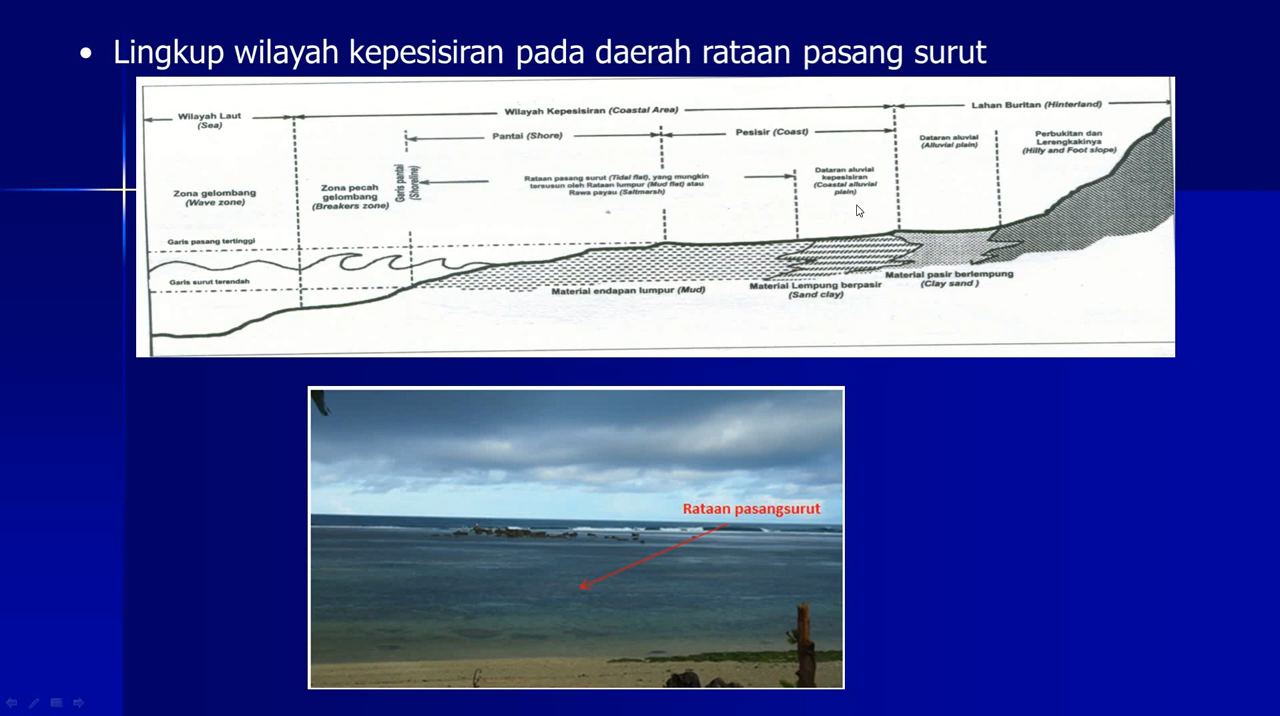 • Lingkup wilayah kepesisiran pada daerah rataan pasang surut
Wilayah Laut
(Sea)
Wilayah Kepesisiran (Coastal Area)
Lahan Buritan (Hinterland)
Pantai (Shore)
Pesisir (Coast)
Dataran aluvial
(Alluvial plain)
Perbukitan dan
Lerengkakinya
(Hilly and Foot slope)
Zona gelombang
(Wave zone)
Zona pecah
gelombang
(Breakers zone)
Garis pantai
(Shoreline)
Rataan pasang surut (Tidal flat), yang mungkin
tersusun oleh Rataan lumpur (Mud flat) atau
Rawa payau (Saltmarsh)
Dataran aluvial
kepesisiran
(Coastal alluvial
plain)
Garis pasang tertinggi
Garis surut terendah
Material endapan lumpur (Mud)
Material Lempung berpasir
(Sand clay)
Material pasir berlempung
(Clay sand )
Rataan pasangsurut